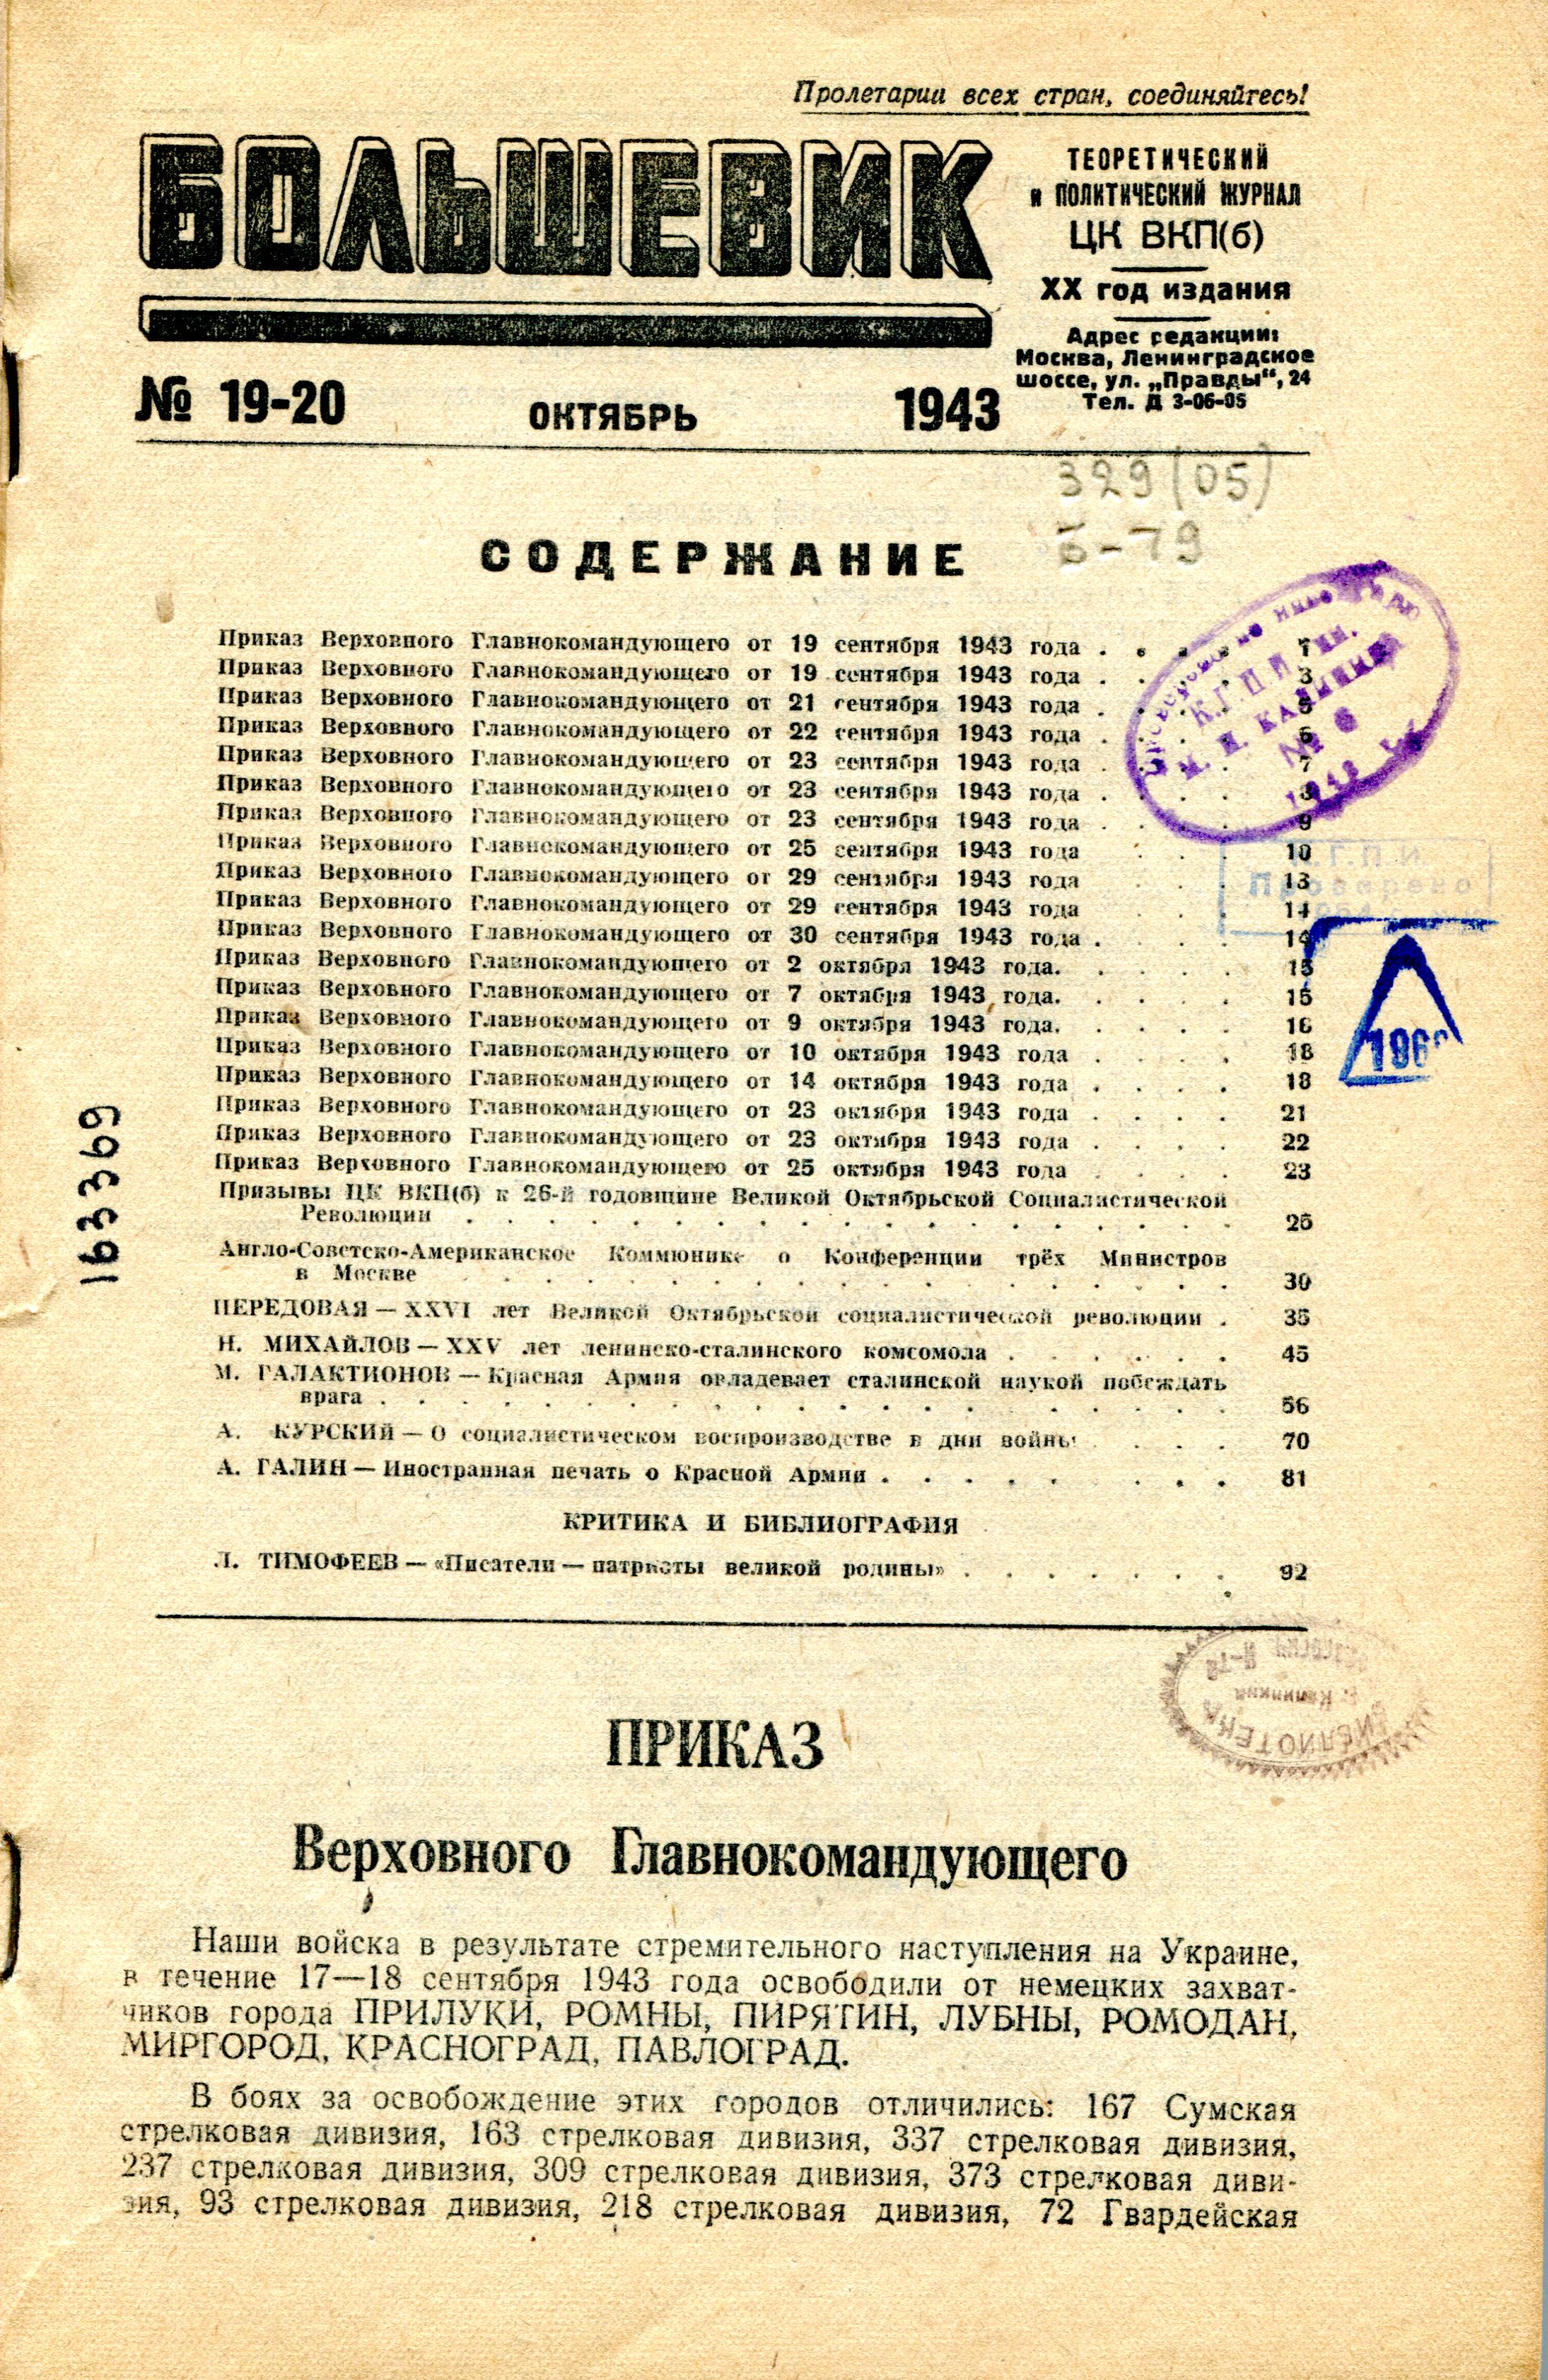 Пролетарии всех стран, соединяйтесь!
БОЛЬШЕВИК
ТЕОРЕТИЧЕСКИЙ
и ПОЛИТИЧЕСКИЙ ЖУРНАЛ
ЦК ВКП(б)
XX год издания
Адрес редакции:
Москва, Ленинградское
шоссе, ул. „Правды“, 24
Тел. Д 3-06-05
№ 19-20 ОКТЯБРЬ 1943
329(05)
Б-79
СОДЕРЖАНИЕ
Приказ Верховного Главнокомандующего от 19 сентября 1943 года . . . . 1
Приказ Верховного Главнокомандующего от 19 сентября 1943 года . . . . 3
Приказ Верховного Главнокомандующего от 21 сентября 1943 года . . . . 5
Приказ Верховного Главнокомандующего от 22 сентября 1943 года . . . . 6
Приказ Верховного Главнокомандующего от 23 сентября 1943 года . . . . 7
Приказ Верховного Главнокомандующего от 23 сентября 1943 года . . . . 8
Приказ Верховного Главнокомандующего от 23 сентября 1943 года . . . . 9
Приказ Верховного Главнокомандующего от 25 сентября 1943 года . . . 10
Приказ Верховного Главнокомандующего от 29 сентября 1943 года . . . 13
Приказ Верховного Главнокомандующего от 29 сентября 1943 года . . . 14
Приказ Верховного Главнокомандующего от 30 сентября 1943 года . . . . 14
Приказ Верховного Главнокомандующего от 2 октября 1943 года. . . . . 15
Приказ Верховного Главнокомандующего от 7 октября 1943 года. . . . . 15
Приказ Верховного Главнокомандующего от 9 октября 1943 года. . . . . 16
Приказ Верховного Главнокомандующего от 10 октября 1943 года . . . . 18
Приказ Верховного Главнокомандующего от 14 октября 1943 года . . . . 18
Приказ Верховного Главнокомандующего от 23 октября 1943 года . . . . 21
Приказ Верховного Главнокомандующего от 23 октября 1943 года . . . . 22
Приказ Верховного Главнокомандующего от 25 октября 1943 года . . . . 23
Призывы ЦК ВКП(б) к 26-й годовщине Великой Октябрьской Социалистической
Революции . . . . . . . . . . . . . . . . . . . 25
Англо-Советско-Американское Коммюнике о Конференции трёх Министров
в Москве . . . . . . . . . . . . . . . . . . 30
ПЕРЕДОВАЯ — XXVI лет Великой Октябрьской социалистической революции . 35
Н. МИХАЙЛОВ — XXV лет ленинско-сталинского комсомола . . . . . . 45
М. ГАЛАКТИОНОВ — Красная Армия овладевает сталинской наукой побеждать
врага . . . . . . . . . . . . . . . . . . . . 56
А. КУРСКИЙ — О социалистическом воспроизводстве в дни войны . . . . 70
А. ГАЛИН — Иностранная печать о Красной Армии . . . . . . . . 81
КРИТИКА И БИБЛИОГРАФИЯ
Л. ТИМОФЕЕВ — «Писатели — патриоты великой родины» . . . . . . . 92
К.Г.П.И. им.
М. И. КАЛИНИНА
№ 6
1943
К.Г.П.И.
Проверено
163369
БИБЛИОТЕКА
ПРИКАЗ
Верховного Главнокомандующего
Наши войска в результате стремительного наступления на Украине,
в течение 17—18 сентября 1943 года освободили от немецких захват-
чиков города ПРИЛУКИ, РОМНЫ, ПИРЯТИН, ЛУБНЫ, РОМОДАН,
МИРГОРОД, КРАСНОГРАД, ПАВЛОГРАД.
В боях за освобождение этих городов отличились: 167 Сумская
стрелковая дивизия, 163 стрелковая дивизия, 337 стрелковая дивизия,
237 стрелковая дивизия, 309 стрелковая дивизия, 373 стрелковая диви-
зия, 93 стрелковая дивизия, 218 стрелковая дивизия, 72 Гвардейская